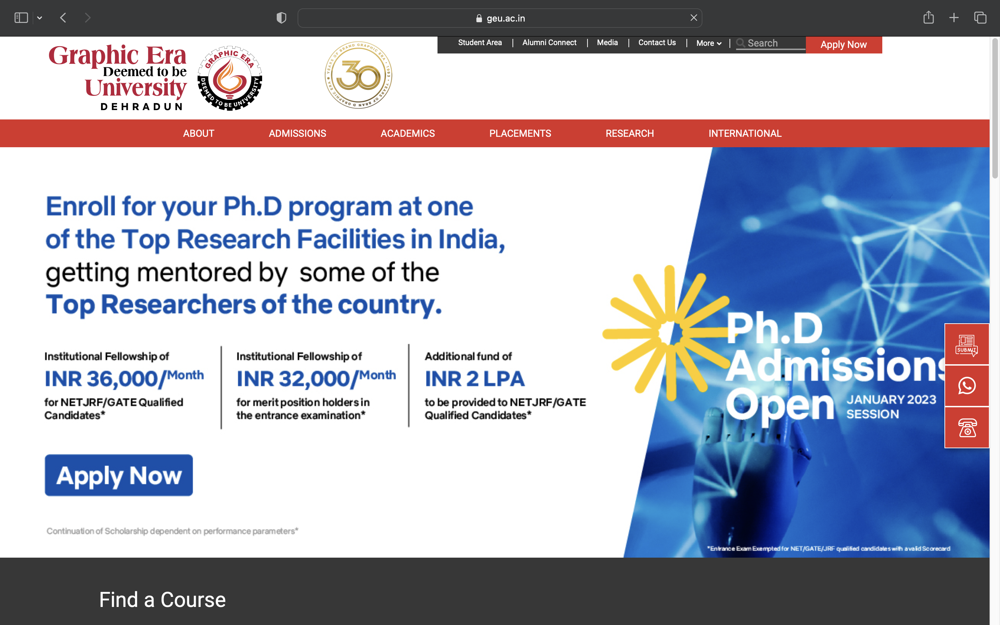 geu.ac.in
Student Area
Alumni Connect
Media
Contact Us
More
Search
Apply Now
Graphic Era
Deemed to be
University
DEHRADUN
GRAPHIC ERA
DEEMED TO BE UNIVERSITY
YEARS OF BRAND GRAPHIC ERA • 1993 • YEARS OF BRAN D GRAPHIC ERA •
30
ABOUT
ADMISSIONS
ACADEMICS
PLACEMENTS
RESEARCH
INTERNATIONAL
Enroll for your Ph.D program at one
of the Top Research Facilities in India,
getting mentored by some of the
Top Researchers of the country.
Institutional Fellowship of
INR 36,000/Month
for NETJRF/GATE Qualified
Candidates*
Institutional Fellowship of
INR 32,000/Month
for merit position holders in
the entrance examination*
Additional fund of
INR 2 LPA
to be provided to NETJRF/GATE
Qualified Candidates*
Ph.D
Admissions
Open
JANUARY 2023
SESSION
SUBMIT
Apply Now
Continuation of Scholarship dependent on performance parameters*
*Entrance Exam Exempted for NET/GATE/JRF qualified candidates with a valid Scorecard
Find a Course